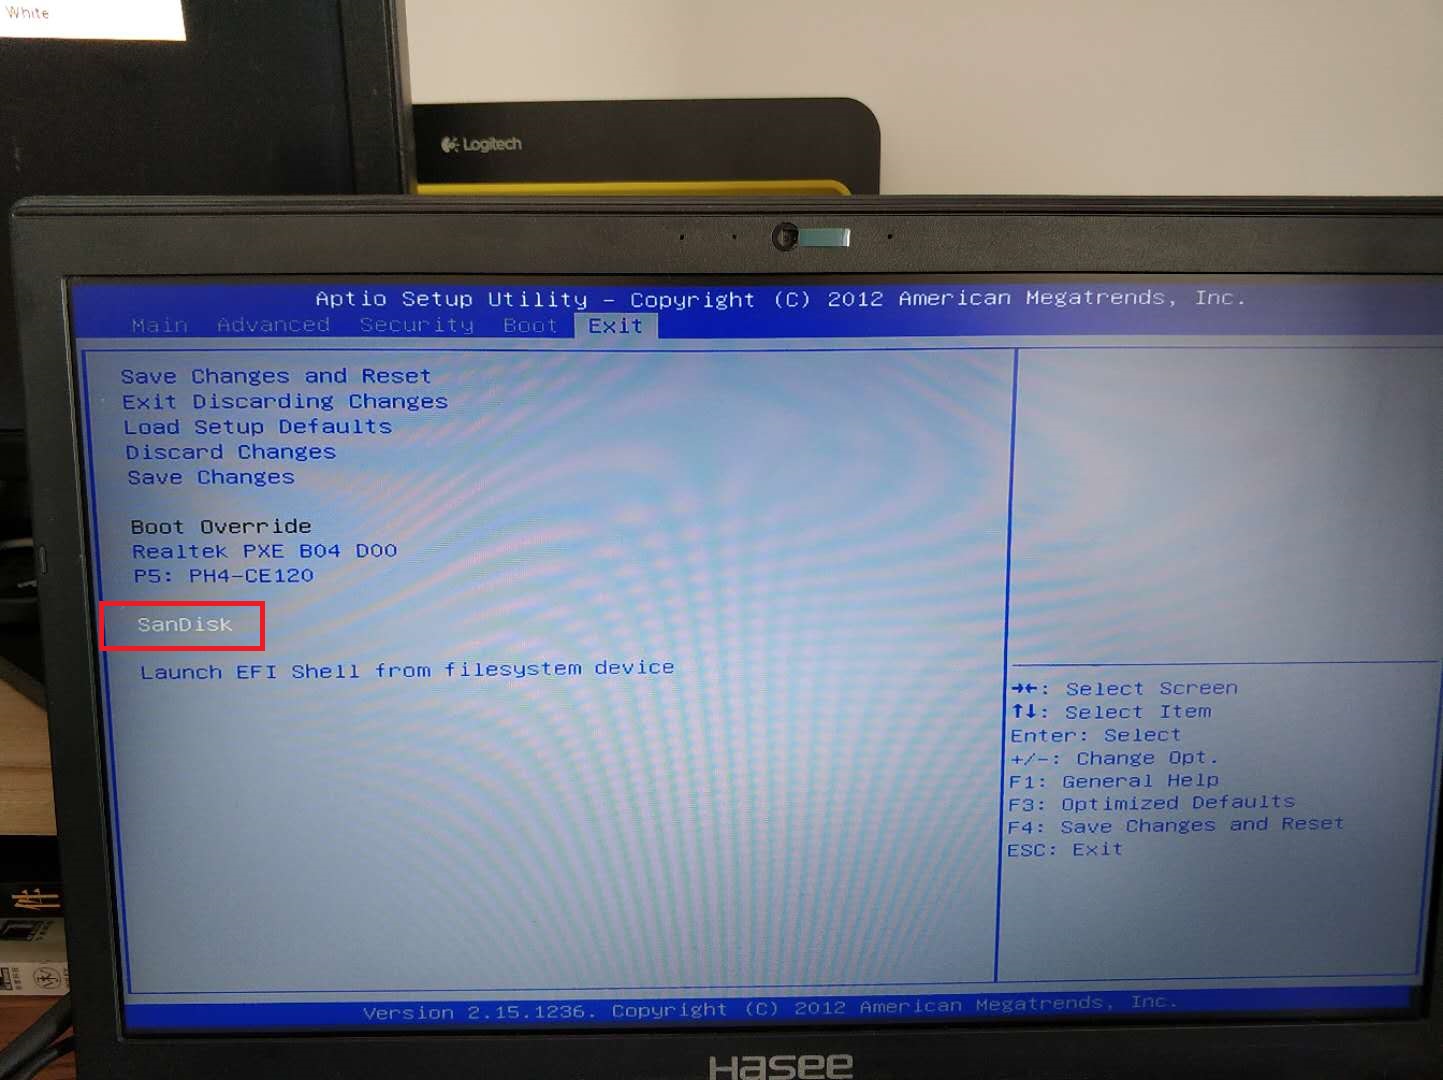 White
Logitech
Aptio Setup Utility - Copyright (C) 2012 American Megatrends, Inc.
Main Advanced Security Boot Exit
Save Changes and Reset
Exit Discarding Changes
Load Setup Defaults
Discard Changes
Save Changes
Boot Override
Realtek PXE B04 D00
P5: PH4-CE120
SanDisk
Launch EFI Shell from filesystem device
→←: Select Screen
↑↓: Select Item
Enter: Select
+/-: Change Opt.
F1: General Help
F3: Optimized Defaults
F4: Save Changes and Reset
ESC: Exit
Version 2.15.1236. Copyright (C) 2012 American Megatrends, Inc.
Hasee